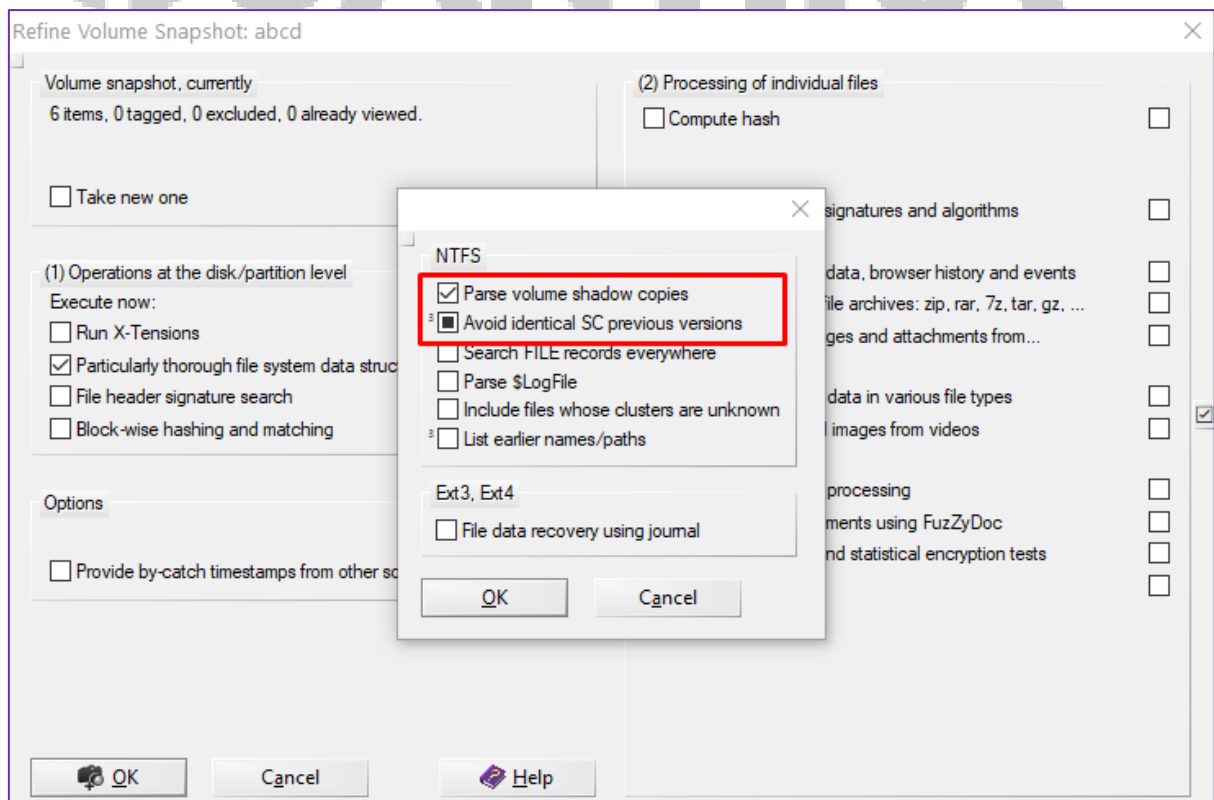 Refine Volume Snapshot: abcd
Volume snapshot, currently
6 items, 0 tagged, 0 excluded, 0 already viewed.
Take new one
(1) Operations at the disk/partition level
Execute now:
Run X-Tensions
Particularly thorough file system data struc
File header signature search
Block-wise hashing and matching
Options
Provide by-catch timestamps from other so
OK
Cancel
Help
NTFS
Parse volume shadow copies
3 Avoid identical SC previous versions
Search FILE records everywhere
Parse $LogFile
Include files whose clusters are unknown
3 List earlier names/paths
Ext3, Ext4
File data recovery using journal
OK
Cancel
(2) Processing of individual files
Compute hash
signatures and algorithms
data, browser history and events
file archives: zip, rar, 7z, tar, gz, ...
ges and attachments from...
data in various file types
images from videos
processing
ments using FuzZyDoc
nd statistical encryption tests